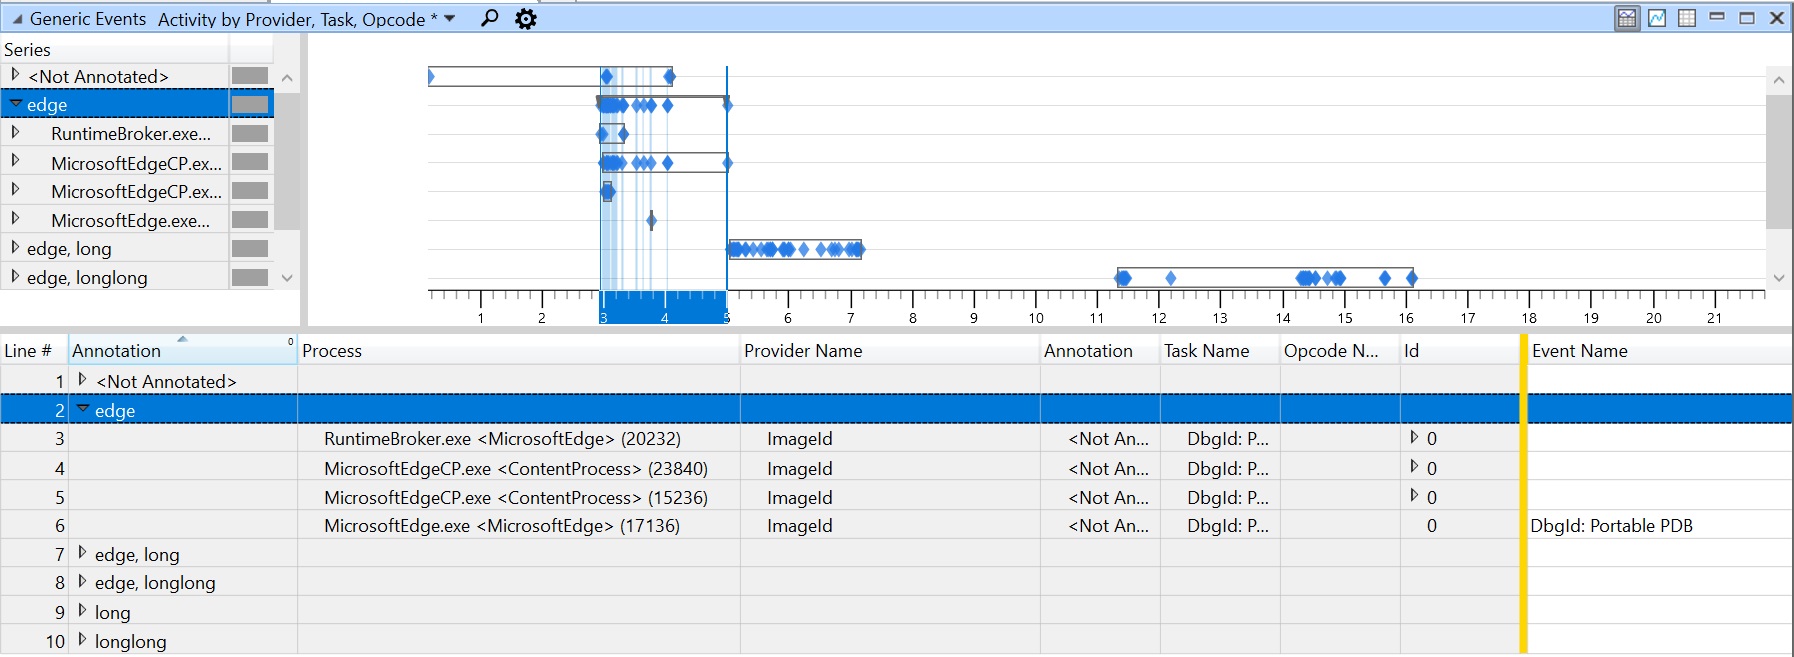 Generic Events Activity by Provider, Task, Opcode *
Series
<Not Annotated>
edge
RuntimeBroker.exe...
MicrosoftEdgeCP.ex...
MicrosoftEdgeCP.ex...
MicrosoftEdge.exe...
edge, long
edge, longlong
1 2 3 4 5 6 7 8 9 10 11 12 13 14 15 16 17 18 19 20 21
Line # Annotation 0 Process Provider Name Annotation Task Name Opcode N... Id Event Name
1 <Not Annotated>
2 edge
3 RuntimeBroker.exe <MicrosoftEdge> (20232) ImageId <Not An... DbgId: P... 0
4 MicrosoftEdgeCP.exe <ContentProcess> (23840) ImageId <Not An... DbgId: P... 0
5 MicrosoftEdgeCP.exe <ContentProcess> (15236) ImageId <Not An... DbgId: P... 0
6 MicrosoftEdge.exe <MicrosoftEdge> (17136) ImageId <Not An... DbgId: P... 0 DbgId: Portable PDB
7 edge, long
8 edge, longlong
9 long
10 longlong